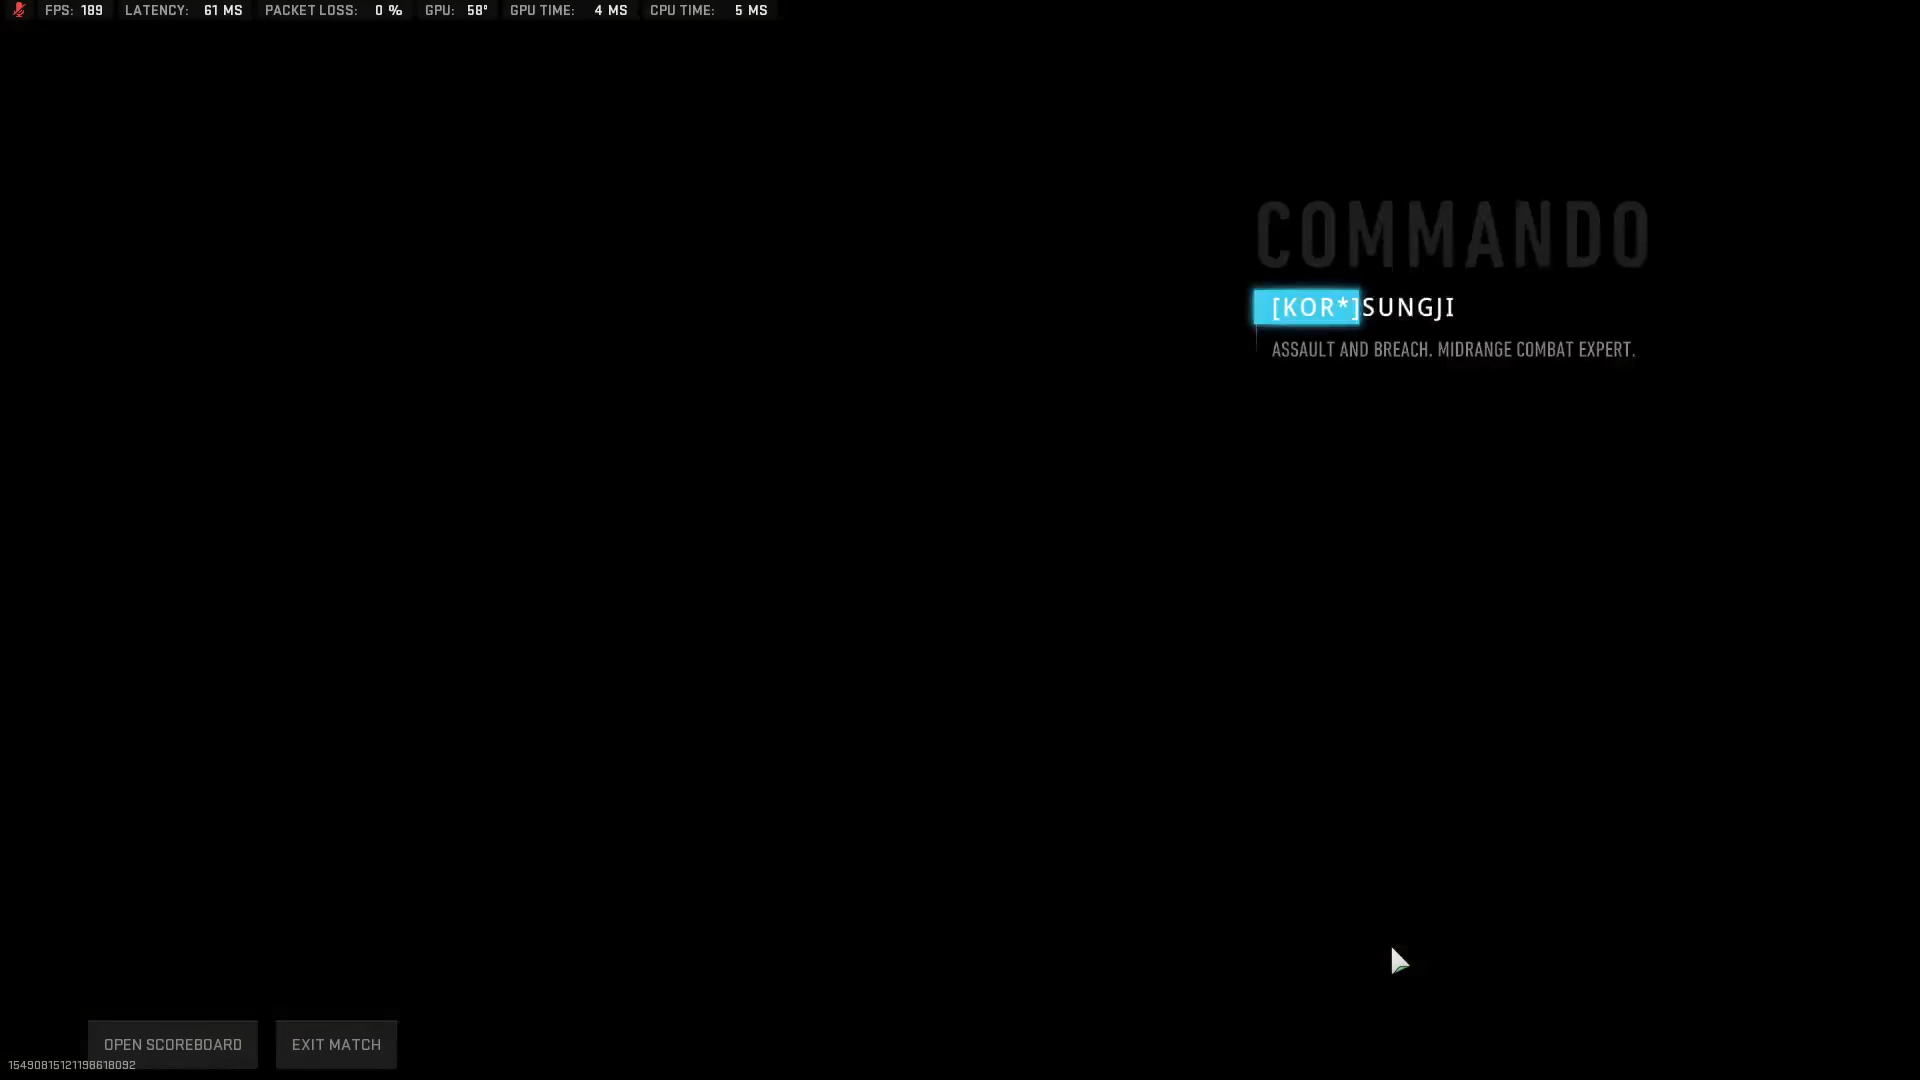 FPS: 189 LATENCY: 61 MS PACKET LOSS: 0 % GPU: 58° GPU TIME: 4 MS CPU TIME: 5 MS
COMMANDO
[KOR*]SUNGJI
ASSAULT AND BREACH. MIDRANGE COMBAT EXPERT.
OPEN SCOREBOARD EXIT MATCH
15490815121198618092